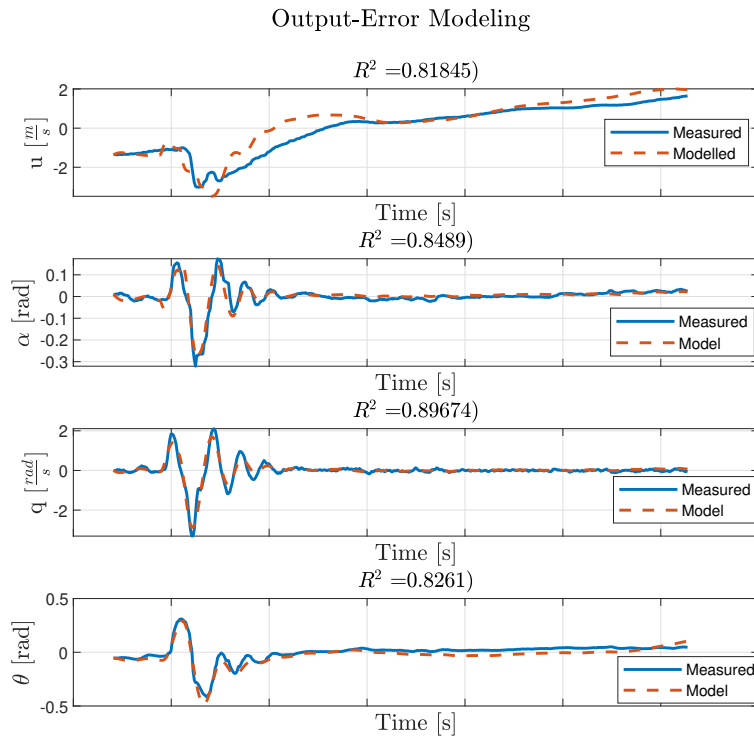 Output-Error Modeling
R² =0.81845)
2
0
-2
u [m/s]
Measured
Modelled
Time [s]
R² =0.8489)
0.1
0
-0.1
-0.2
-0.3
α [rad]
Measured
Model
Time [s]
R² =0.89674)
2
0
-2
q [rad/s]
Measured
Model
Time [s]
R² =0.8261)
0.5
0
-0.5
θ [rad]
Measured
Model
Time [s]